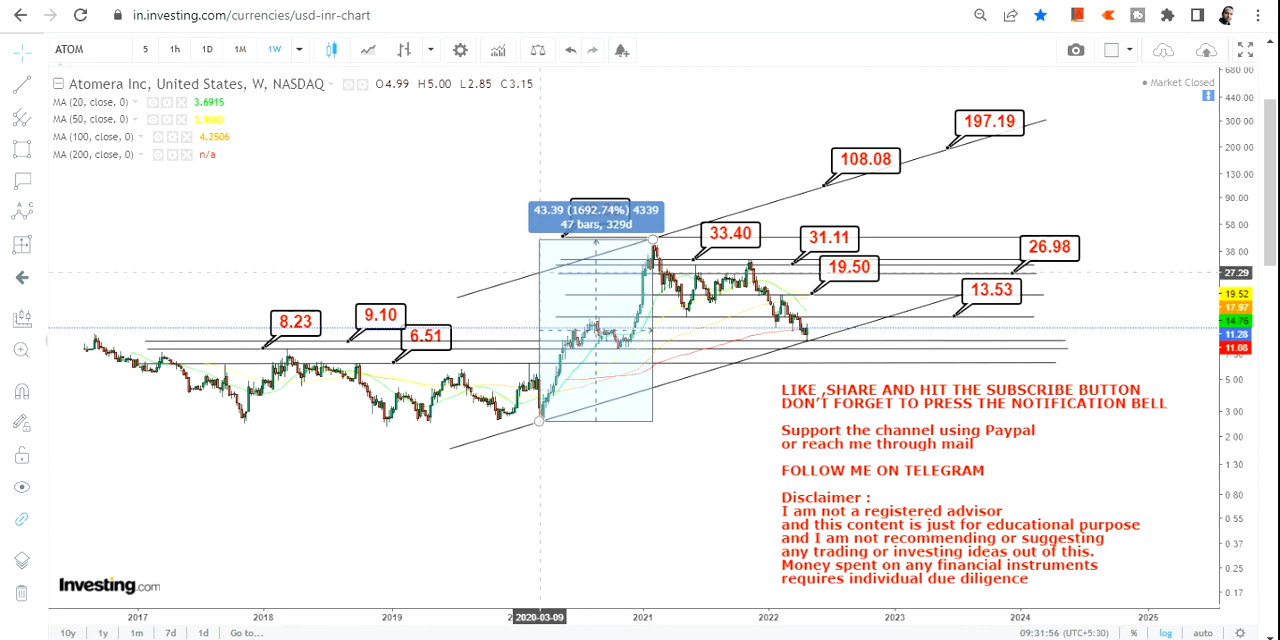 in.investing.com/currencies/usd-inr-chart
ATOM 5 1h 1D 1M 1W
Atomera Inc, United States, W, NASDAQ O4.99 H5.00 L2.85 C3.15
Market Closed
MA (20, close, 0) 3.6915
MA (50, close, 0)
MA (100, close, 0) 4.2506
MA (200, close, 0) n/a
680.00
440.00
300.00
200.00
130.00
90.00
58.00
38.00
27.29
19.52
17.97
14.76
11.28
11.08
5.00
3.00
2.00
1.30
0.80
0.55
0.37
0.25
0.17
197.19
108.08
43.39 (1692.74%) 4339
47 bars, 329d
33.40
31.11
26.98
19.50
13.53
8.23
9.10
6.51
LIKE ,SHARE AND HIT THE SUBSCRIBE BUTTON
DON'T FORGET TO PRESS THE NOTIFICATION BELL
Support the channel using Paypal
or reach me through mail
FOLLOW ME ON TELEGRAM
Disclaimer :
I am not a registered advisor
and this content is just for educational purpose
and I am not recommending or suggesting
any trading or investing ideas out of this.
Money spent on any financial instruments
requires individual due diligence
Investing.com
2017 2018 2019 2020-03-09 2021 2022 2023 2024 2025
10y 1y 1m 7d 1d Go to... 09:31:56 (UTC+5:30) % log auto